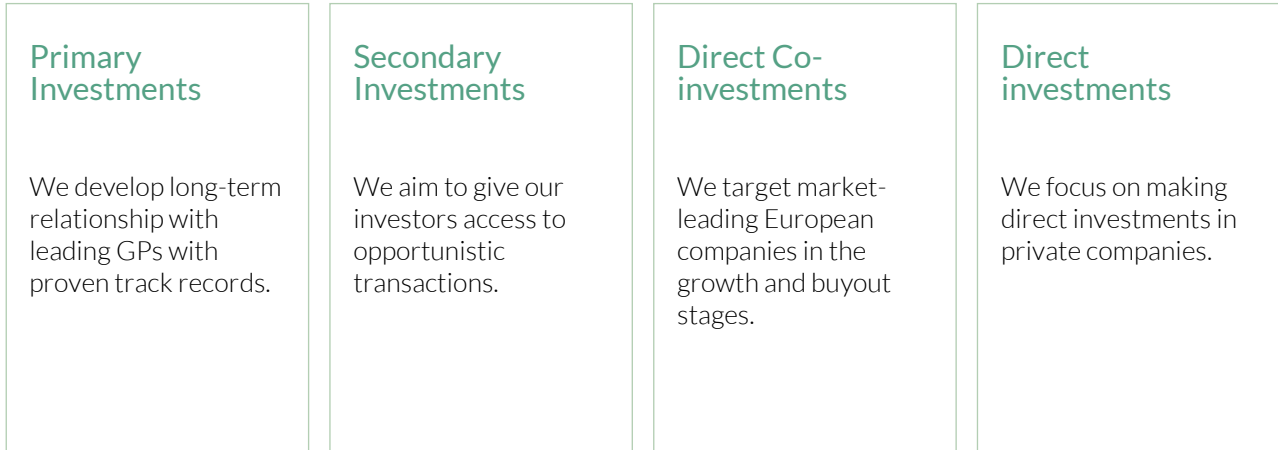 Primary
Investments
We develop long-term
relationship with
leading GPs with
proven track records.
Secondary
Investments
We aim to give our
investors access to
opportunistic
transactions.
Direct Co-
investments
We target market-
leading European
companies in the
growth and buyout
stages.
Direct
investments
We focus on making
direct investments in
private companies.